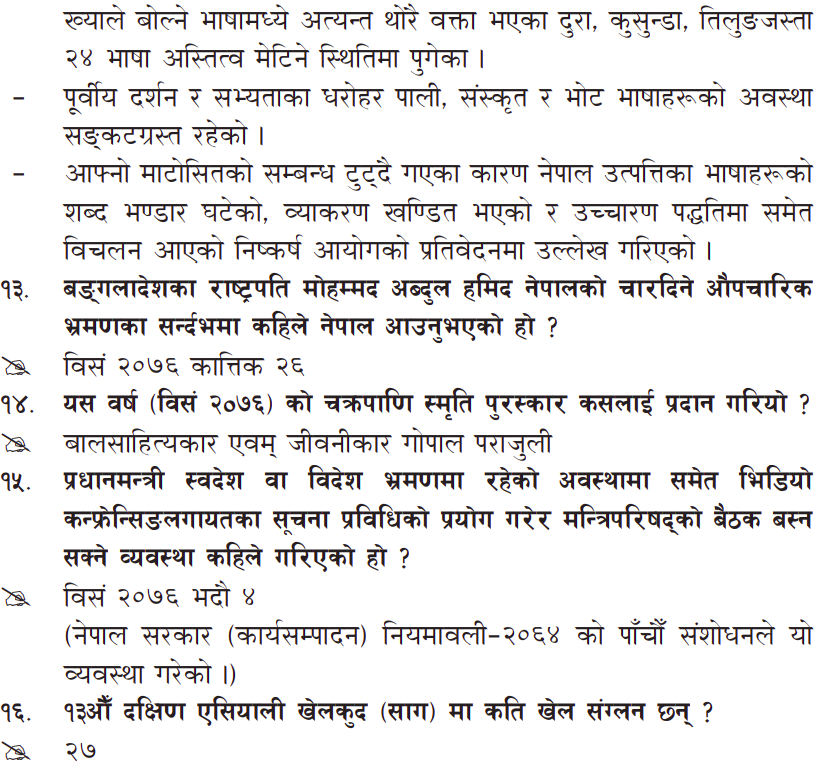 ख्याले बोल्ने भाषामध्ये अत्यन्त थोरै वक्ता भएका दुरा, कुसुन्डा, तिलुङजस्ता
२४ भाषा अस्तित्व मेटिने स्थितिमा पुगेका ।
– पूर्वीय दर्शन र सभ्यताका धरोहर पाली, संस्कृत र भोट भाषाहरूको अवस्था
सङ्कटग्रस्त रहेको ।
– आफ्नो माटोसितको सम्बन्ध टुट्दै गएका कारण नेपाल उत्पत्तिका भाषाहरूको
शब्द भण्डार घटेको, व्याकरण खण्डित भएको र उच्चारण पद्धतिमा समेत
विचलन आएको निष्कर्ष आयोगको प्रतिवेदनमा उल्लेख गरिएको ।
१३. बङ्गलादेशका राष्ट्रपति मोहम्मद अब्दुल हमिद नेपालको चारदिने औपचारिक
भ्रमणका सर्न्दभमा कहिले नेपाल आउनुभएको हो ?
विसं २०७६ कात्तिक २६
१४. यस वर्ष (विसं २०७६) को चक्रपाणि स्मृति पुरस्कार कसलाई प्रदान गरियो ?
बालसाहित्यकार एवम् जीवनीकार गोपाल पराजुली
१५. प्रधानमन्त्री स्वदेश वा विदेश भ्रमणमा रहेको अवस्थामा समेत भिडियो
कन्फ्रेन्सिङलगायतका सूचना प्रविधिको प्रयोग गरेर मन्त्रिपरिषद्को बैठक बस्न
सक्ने व्यवस्था कहिले गरिएको हो ?
विसं २०७६ भदौ ४
(नेपाल सरकार (कार्यसम्पादन) नियमावली-२०६४ को पाँचौँ संशोधनले यो
व्यवस्था गरेको ।)
१६. १३औँ दक्षिण एसियाली खेलकुद (साग) मा कति खेल संग्लन छन् ?
२७